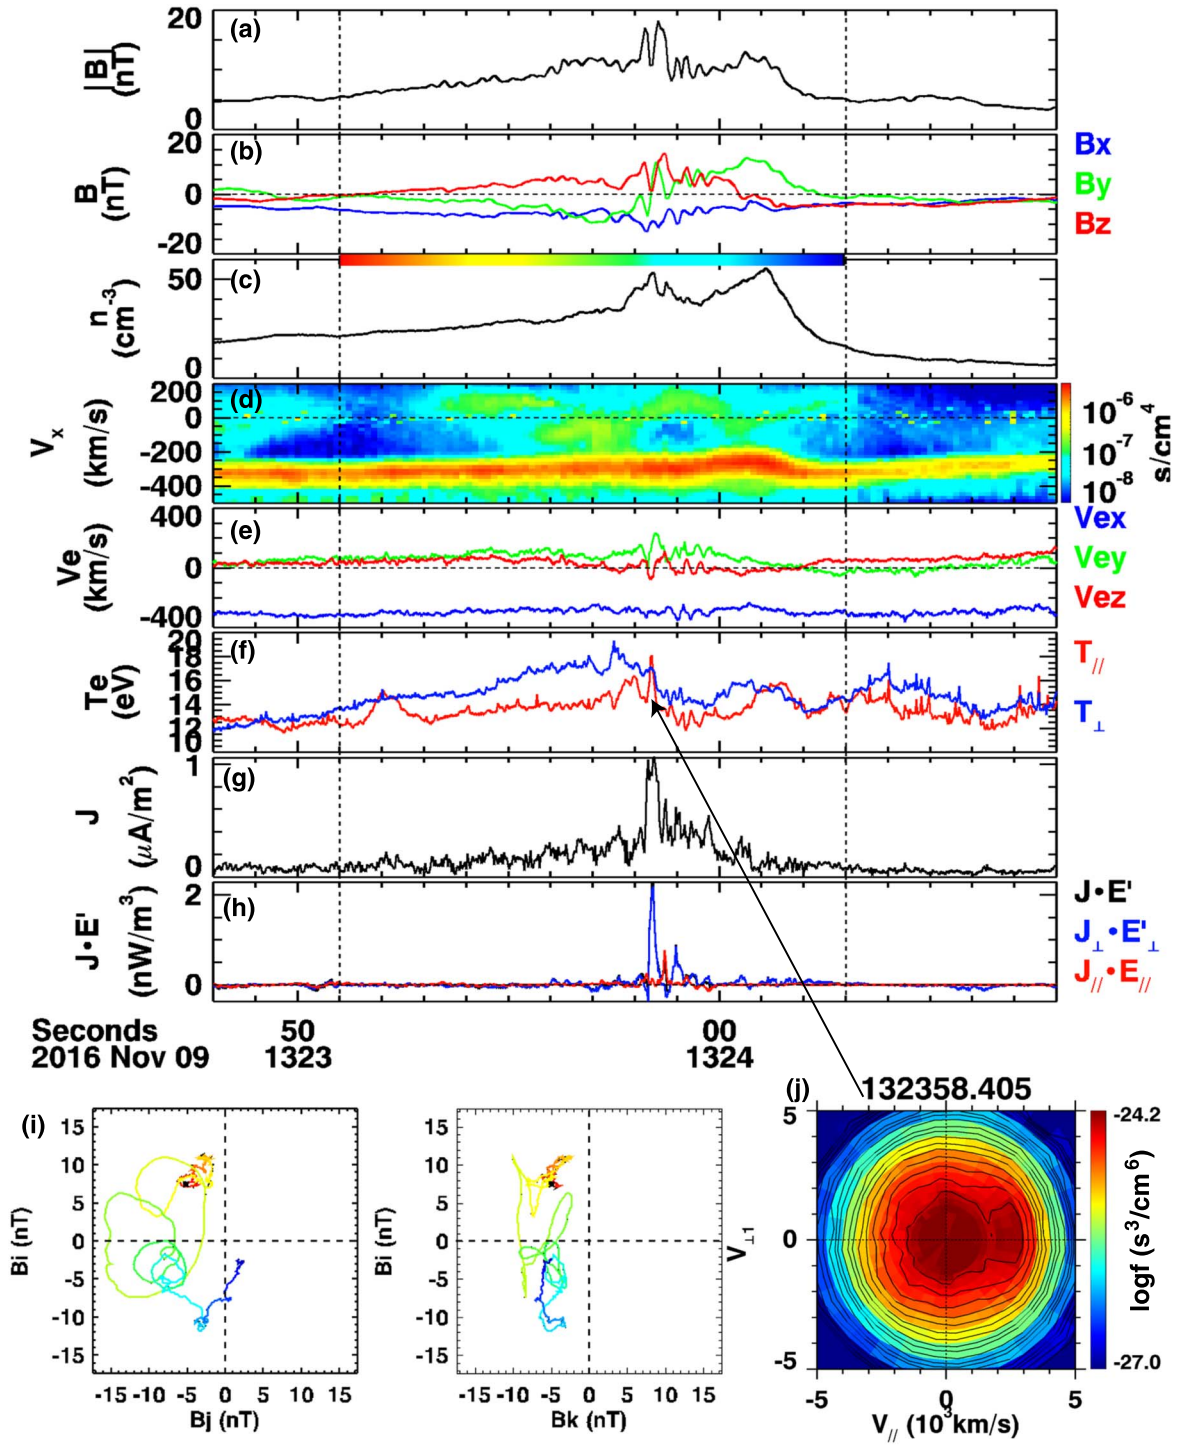 (a)
20
0
|B|
(nT)
(b)
20
0
-20
B
(nT)
Bx
By
Bz
(c)
50
0
n
(cm-3)
(d)
200
0
-200
-400
Vx
(km/s)
10-6
10-7
10-8
s/cm4
(e)
400
0
-400
Ve
(km/s)
Vex
Vey
Vez
(f)
20
18
16
14
12
10
Te
(eV)
T//
T⊥
(g)
1
0
J
(μA/m2)
(h)
2
0
J•E'
(nW/m3)
J•E'
J⊥•E'⊥
J//•E//
Seconds 50 00
2016 Nov 09 1323 1324
(i)
15
10
5
0
-5
-10
-15
Bi (nT)
-15 -10 -5 0 5 10 15
Bj (nT)
15
10
5
0
-5
-10
-15
Bi (nT)
-15 -10 -5 0 5 10 15
Bk (nT)
(j) 132358.405
5
0
-5
V⊥1
-5 0 5
V// (103km/s)
-24.2
-27.0
logf (s3/cm6)